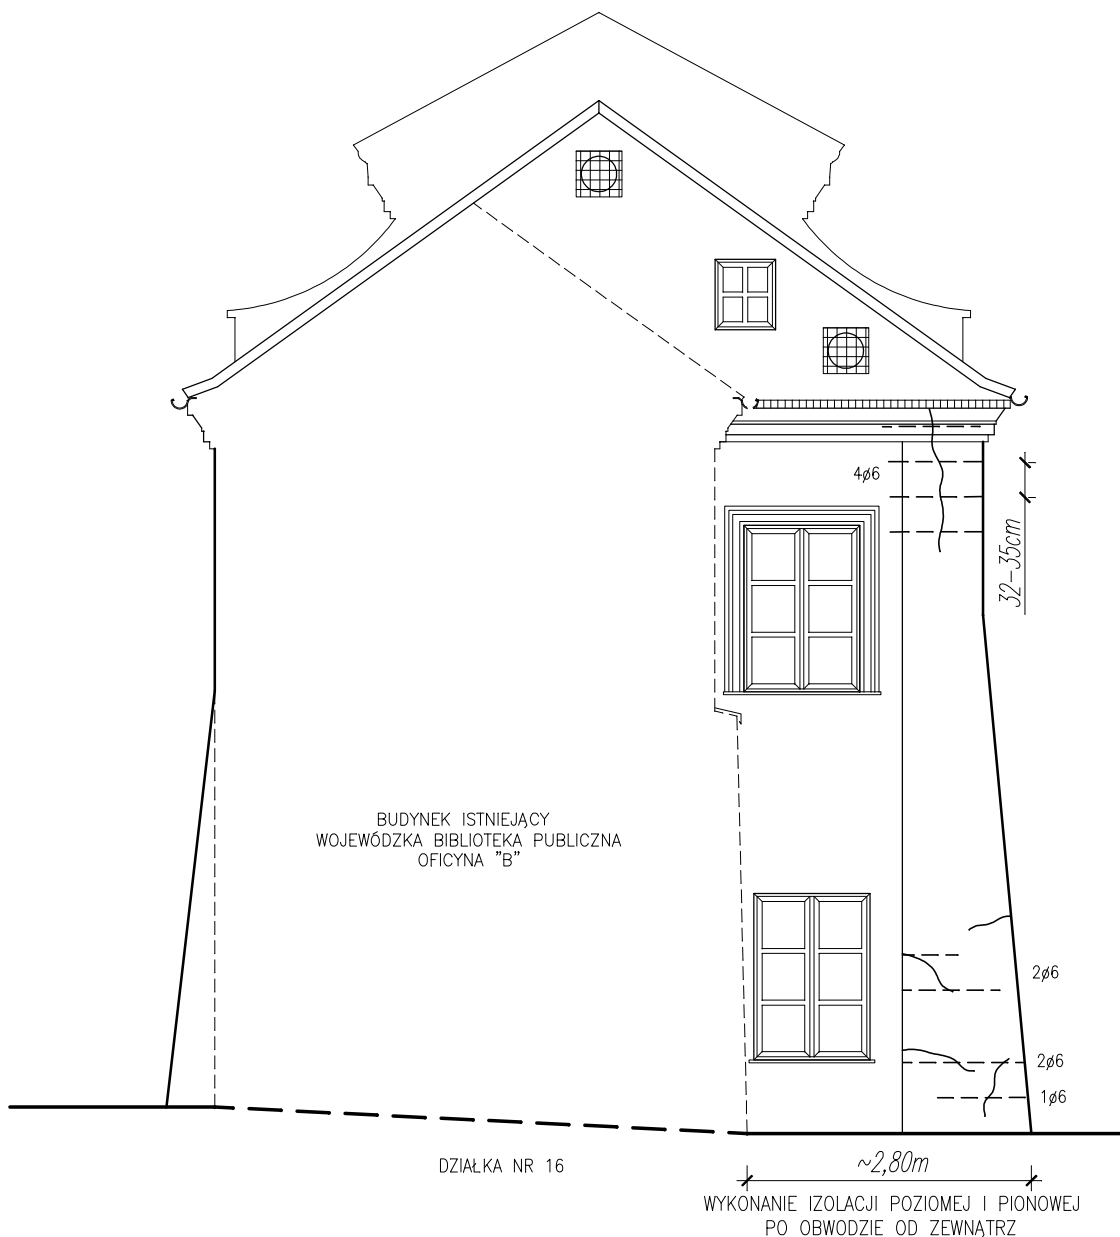 4ø6
32-35cm
BUDYNEK ISTNIEJĄCY
WOJEWÓDZKA BIBLIOTEKA PUBLICZNA
OFICYNA "B"
2ø6
2ø6
1ø6
DZIAŁKA NR 16
~2,80m
WYKONANIE IZOLACJI POZIOMEJ I PIONOWEJ
PO OBWODZIE OD ZEWNĄTRZ